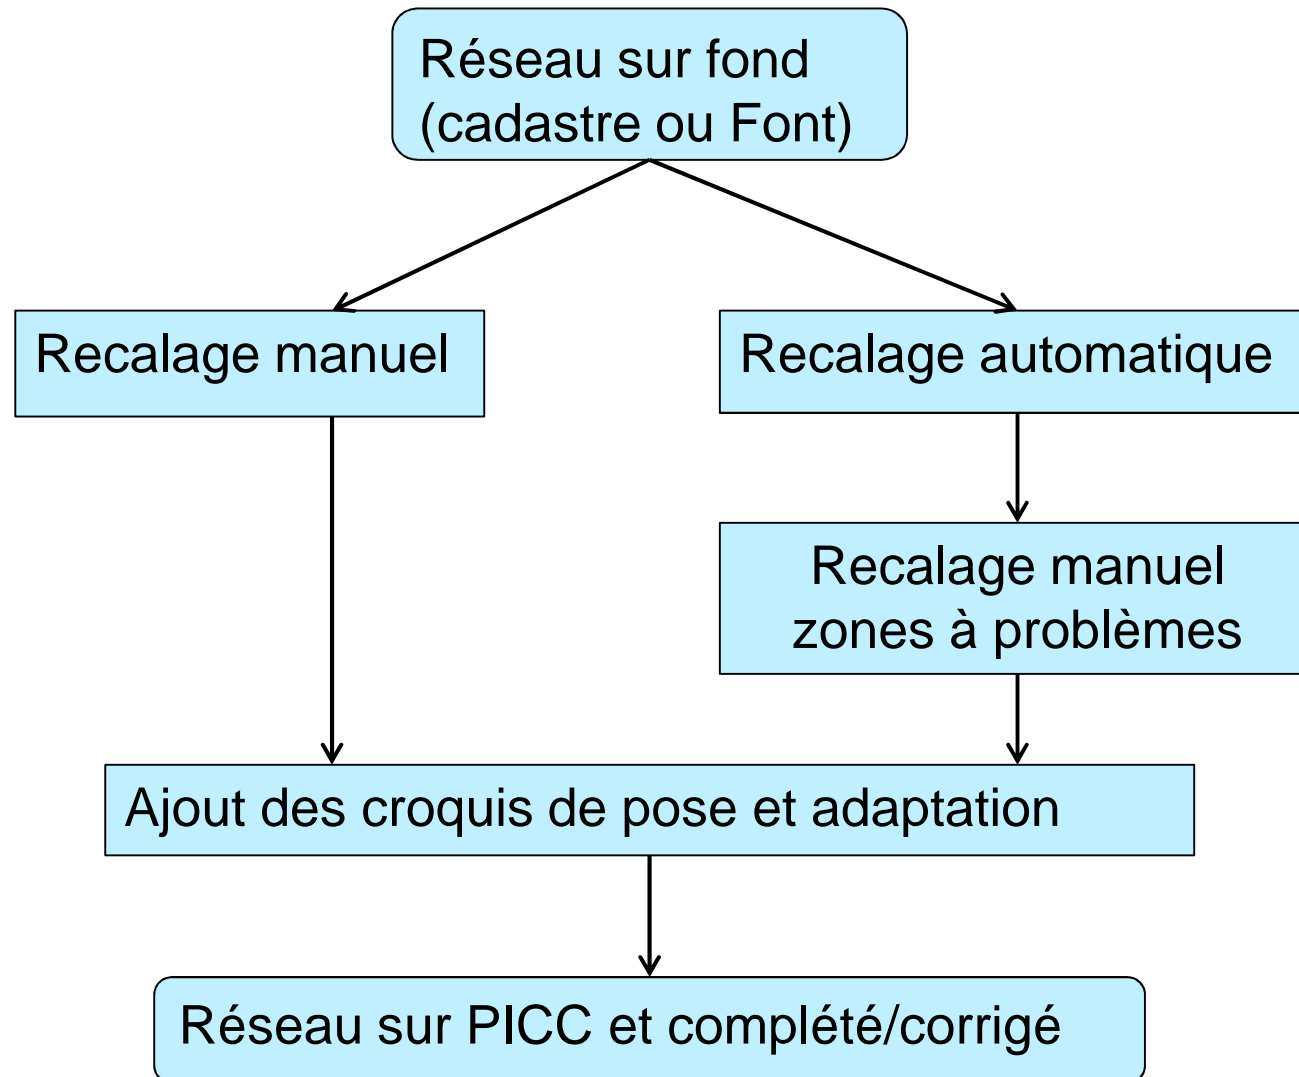 Réseau sur fond
(cadastre ou Font)
Recalage manuel
Recalage automatique
Recalage manuel
zones à problèmes
Ajout des croquis de pose et adaptation
Réseau sur PICC et complété/corrigé